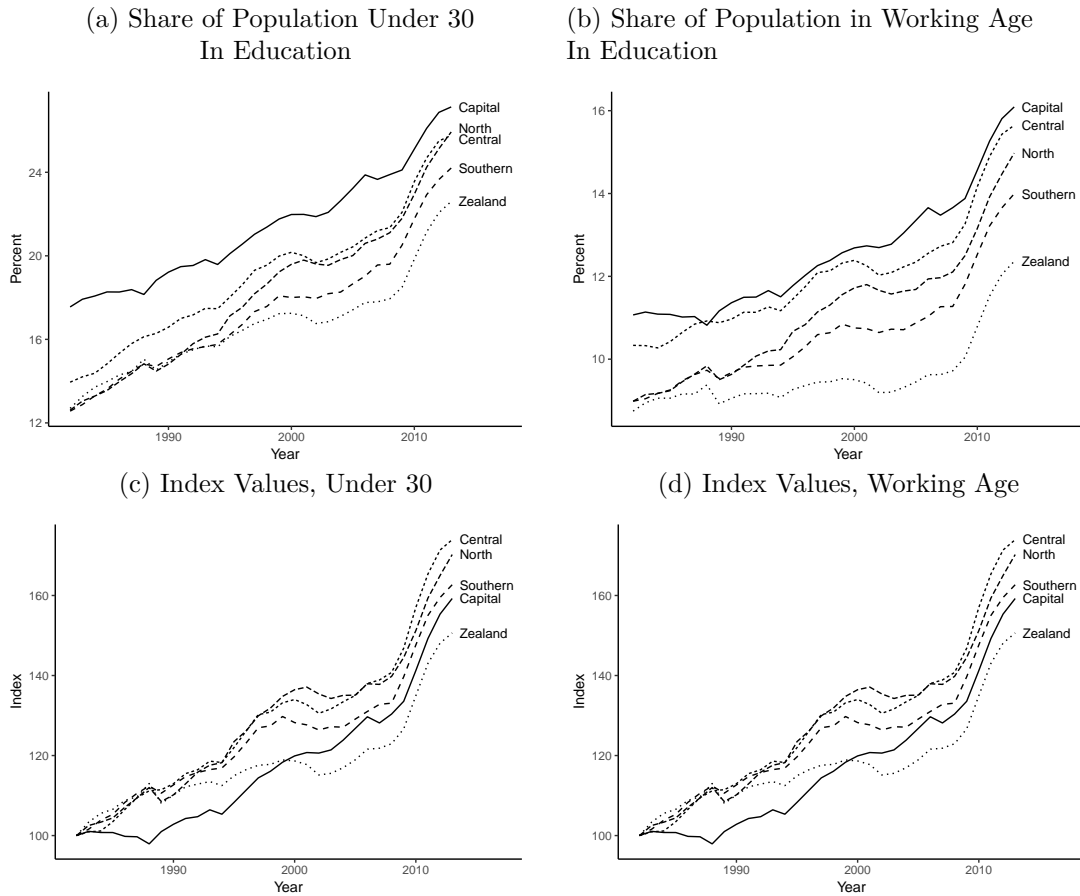 (a) Share of Population Under 30
In Education
Percent
24
20
16
12
Capital
North
Central
Southern
Zealand
1990
2000
2010
Year
(b) Share of Population in Working Age
In Education
Percent
16
14
12
10
Capital
Central
North
Southern
Zealand
1990
2000
2010
Year
(c) Index Values, Under 30
Index
160
140
120
100
Central
North
Southern
Capital
Zealand
1990
2000
2010
Year
(d) Index Values, Working Age
Index
160
140
120
100
Central
North
Southern
Capital
Zealand
1990
2000
2010
Year